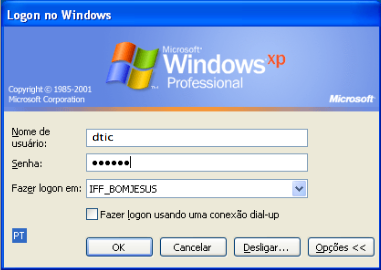 Logon no Windows
Microsoft®
Windows xp
Professional
Copyright © 1985-2001
Microsoft Corporation
Microsoft
Nome de
usuário:
dtic
Senha:
••••••
Fazer logon em:
IFF_BOMJESUS
Fazer logon usando uma conexão dial-up
PT
OK
Cancelar
Desligar...
Opções <<